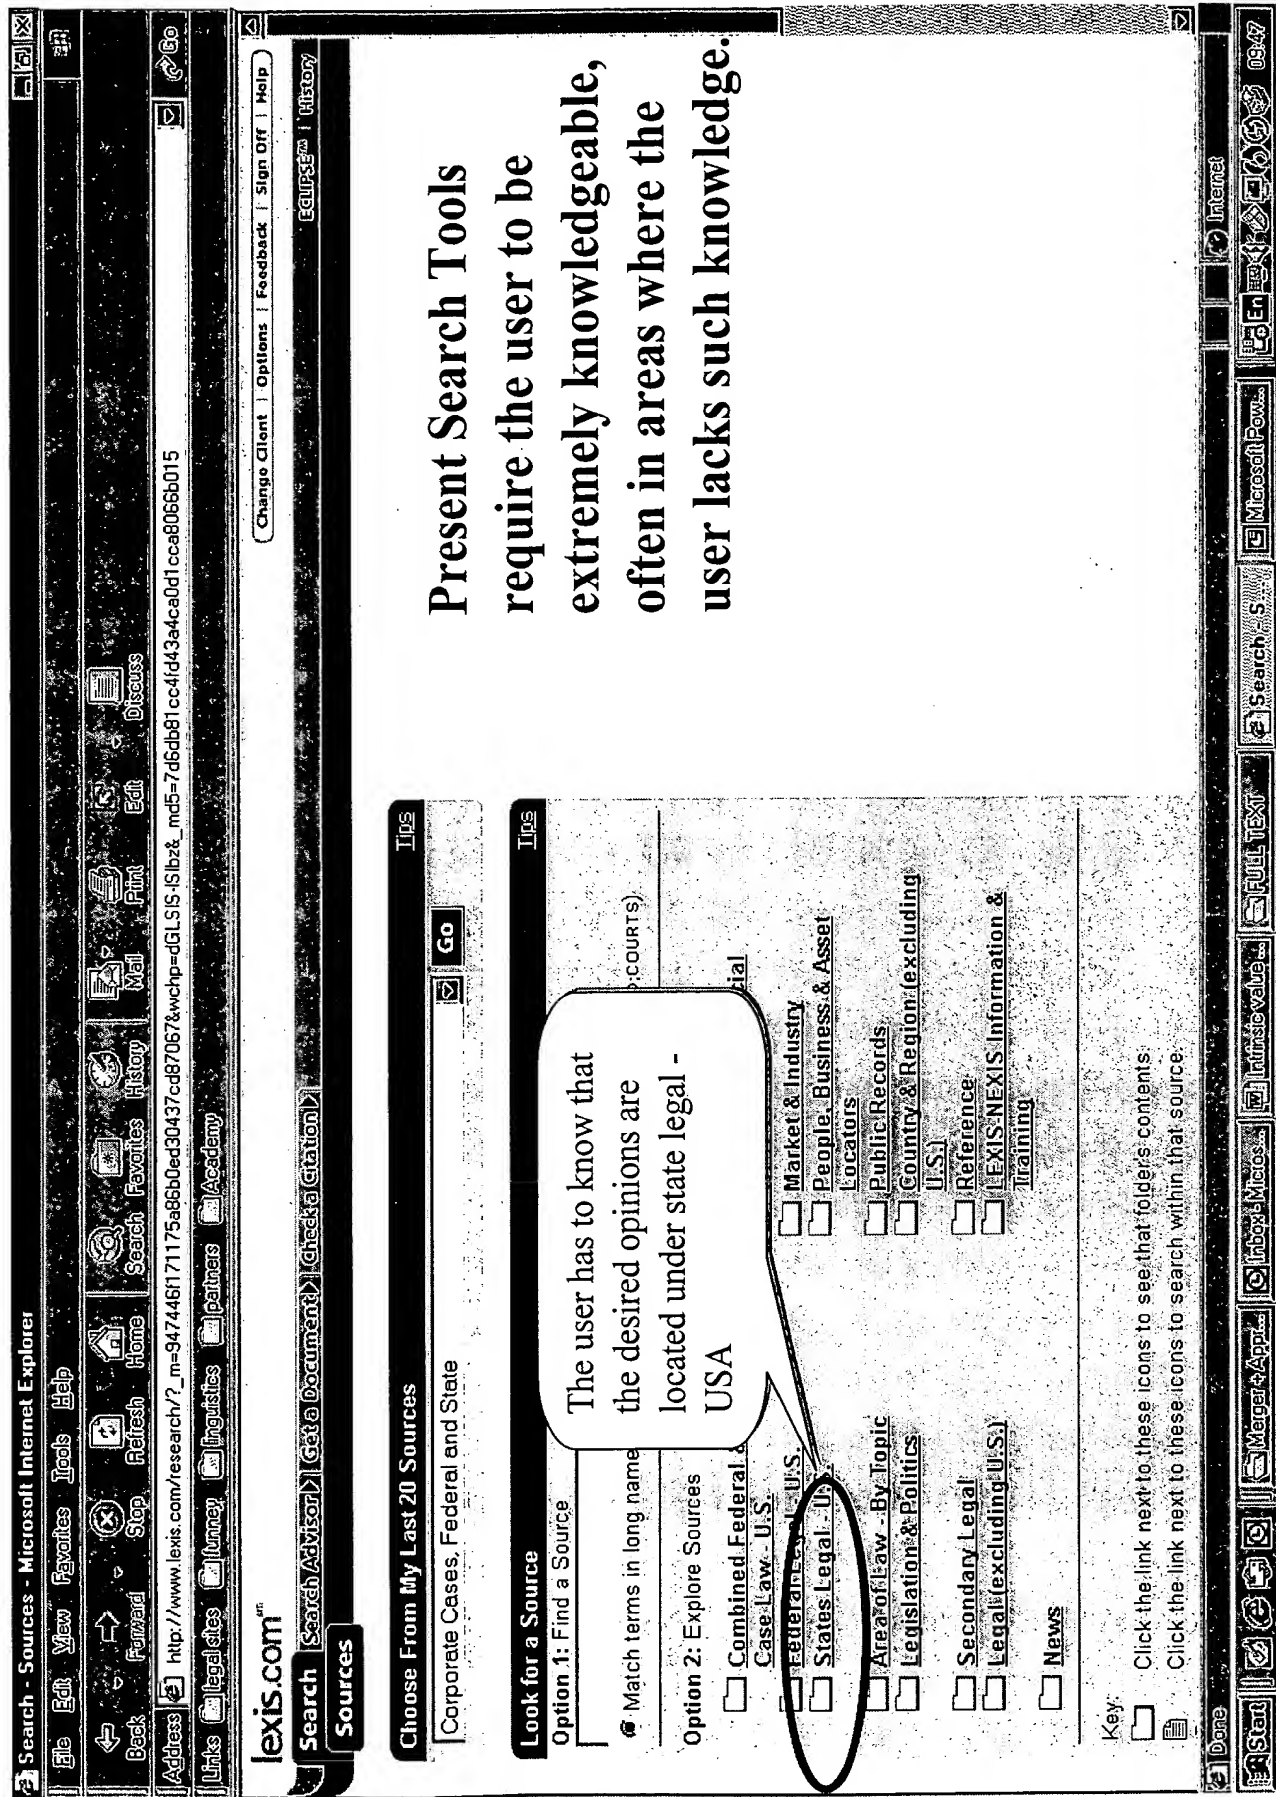 Search - Sources - Microsoft Internet Explorer
File Edit View Favorites Tools Help
Back Forward Stop Refresh Home Search Favorites History Mail Print Edit Discuss
Address http://www.lexis.com/research/?_m=947446f171175a86b0ed30437cd87067&wchp=dGLSlS-lSlbz&_md5=7d6db81cc4fd43a4ca0d1cca8066b015 Go
Links legal sites tunney linguistics partners Academy
lexis.com
Change Client | Options | Feedback | Sign Off | Help
Search Search Advisor > Get a Document > Check a Citation >
ECLIPSE™ | History
Sources
Choose From My Last 20 Sources Tips
Corporate Cases, Federal and State Go
Look for a Source Tips
Option 1: Find a Source
Match terms in long name
:COURTS)
Option 2: Explore Sources
Combined Federal
Case Law - U.S.
Federal Legal - U.S.
States Legal - U.S.
Area of Law - By Topic
Legislation & Politics
Secondary Legal
Legal (excluding U.S.)
News
cial
Market & Industry
People, Business & Asset
Locators
Public Records
Country & Region (excluding
U.S.)
Reference
LEXIS-NEXIS Information &
Training
The user has to know that
the desired opinions are
located under state legal -
USA
Present Search Tools
require the user to be
extremely knowledgeable,
often in areas where the
user lacks such knowledge.
Key:
Click the link next to these icons to see that folder's contents.
Click the link next to these icons to search within that source.
Done Internet
Start Merger+Appr... Inbox - Micros... Intrinsic value... FULL TEXT Search - S... Microsoft Pow... En 09:47